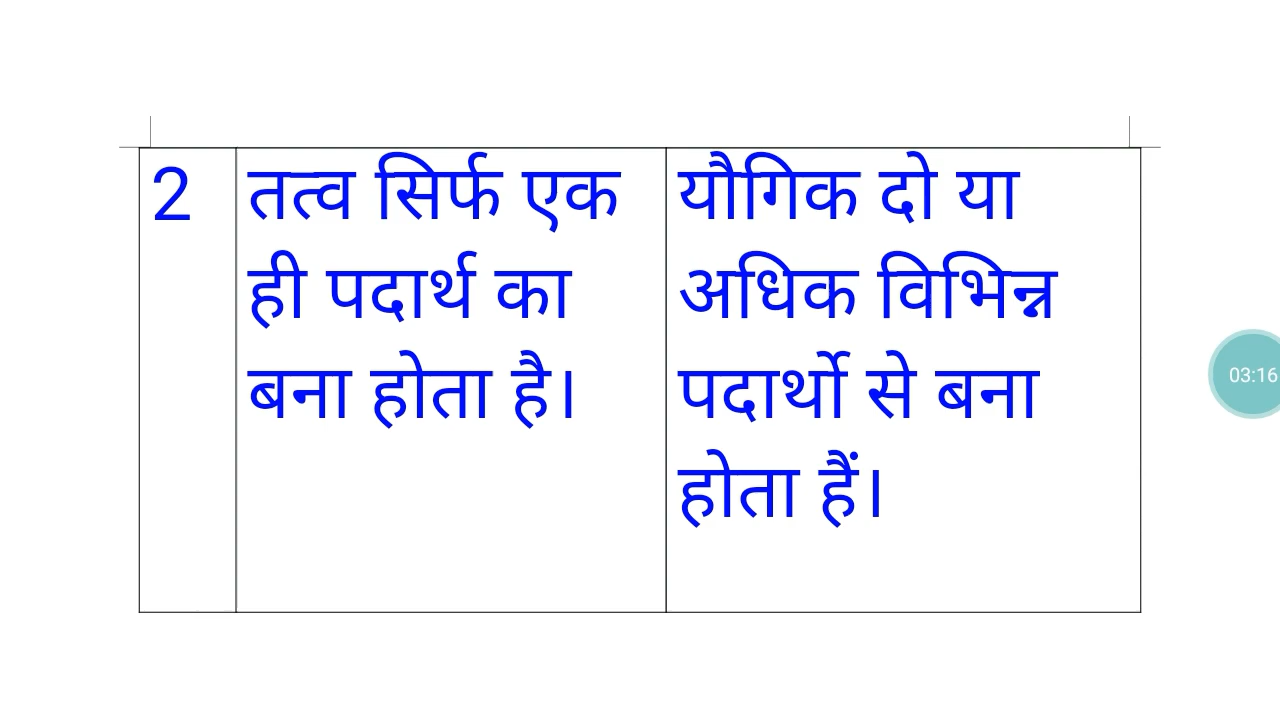 2
तत्व सिर्फ एक
ही पदार्थ का
बना होता है।
यौगिक दो या
अधिक विभिन्न
पदार्थो से बना
होता हैं।
03:16